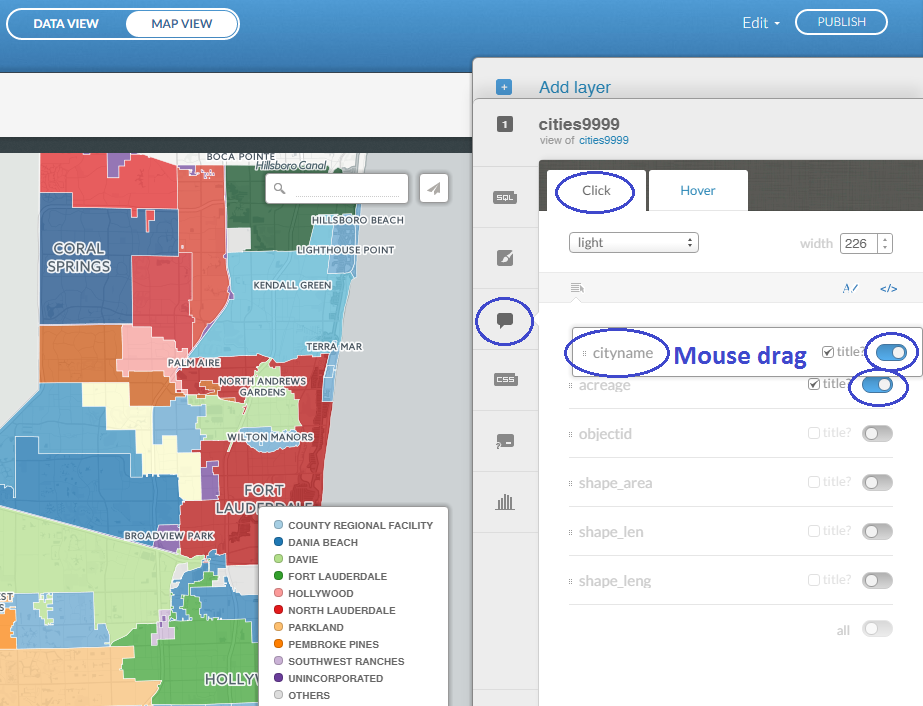 DATA VIEW
MAP VIEW
Edit
PUBLISH
Add layer
1
cities9999
view of cities9999
SQL
CSS
Click
Hover
light
width
226
</>
cityname
Mouse drag
title?
acreage
title?
objectid
title?
shape_area
title?
shape_len
title?
shape_leng
title?
all
BOCA POINTE
Hillsboro Canal
HILLSBORO BEACH
LIGHTHOUSE POINT
CORAL
SPRINGS
KENDALL GREEN
TERRA MAR
PALM AIRE
NORTH ANDREWS
GARDENS
WILTON MANORS
FORT
LAUDERDALE
BROADVIEW PARK
ST
S
HOLLYW
COUNTY REGIONAL FACILITY
DANIA BEACH
DAVIE
FORT LAUDERDALE
HOLLYWOOD
NORTH LAUDERDALE
PARKLAND
PEMBROKE PINES
SOUTHWEST RANCHES
UNINCORPORATED
OTHERS